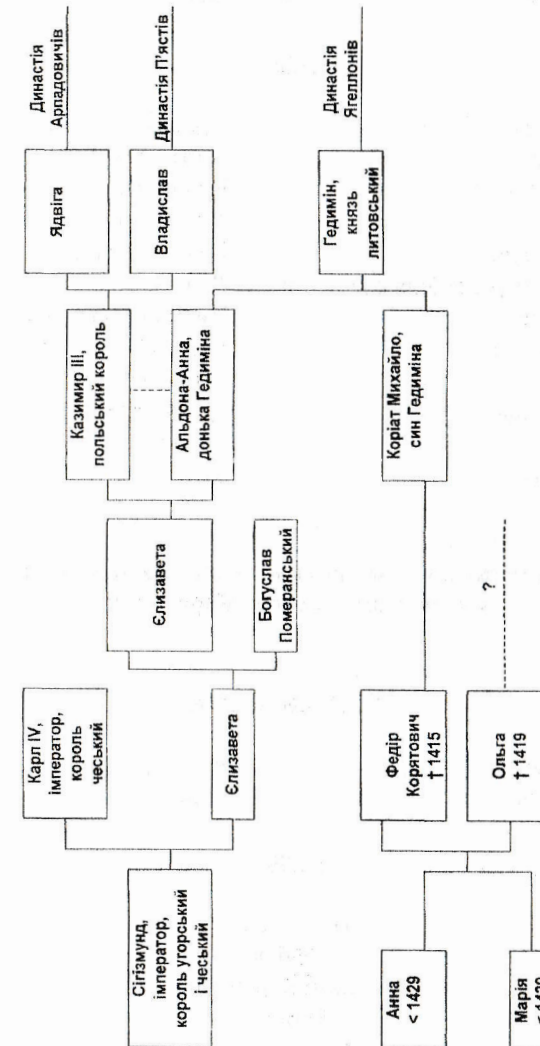 Династія
Арпадовичів
Династія П'ястів
Династія
Ягеллонів
Ядвіга
Владислав
Гедимін,
князь
литовський
Казимир III,
польський король
Альдона-Анна,
донька Гедиміна
Коріат Михайло,
син Гедиміна
Єлизавета
Богуслав
Померанський
?
Карл IV,
імператор,
король
чеський
Єлизавета
Федір
Корятович
† 1415
Ольга
† 1419
Сігізмунд,
імператор,
король угорський
і чеський
Анна
< 1429
Марія